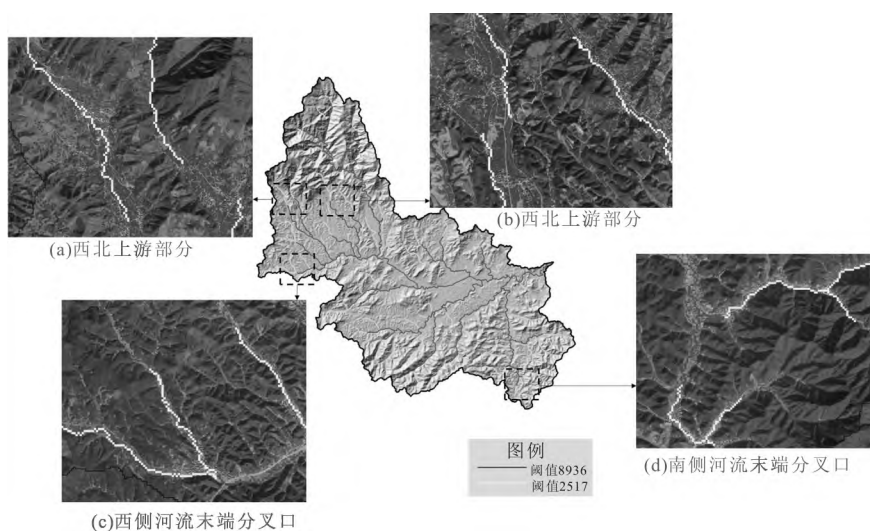 (a)西北上游部分
(b)西北上游部分
(c)西侧河流末端分叉口
(d)南侧河流末端分叉口
图例
阈值8936
阈值2517